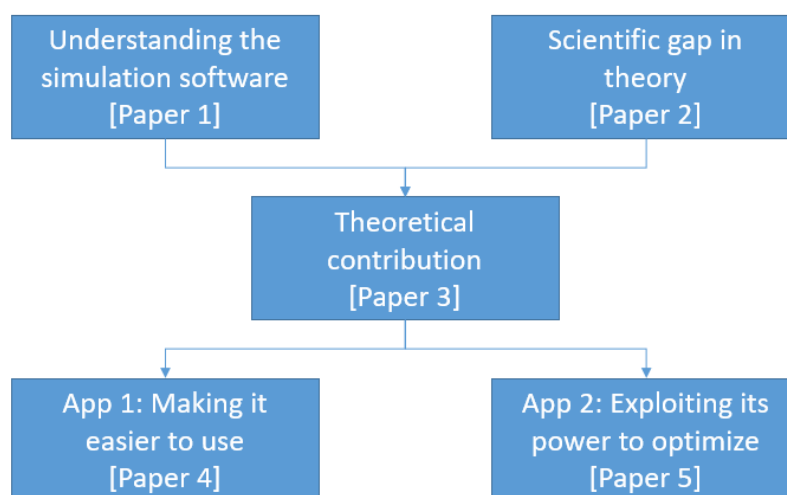 Understanding the
simulation software
[Paper 1]
Scientific gap in
theory
[Paper 2]
Theoretical
contribution
[Paper 3]
App 1: Making it
easier to use
[Paper 4]
App 2: Exploiting its
power to optimize
[Paper 5]